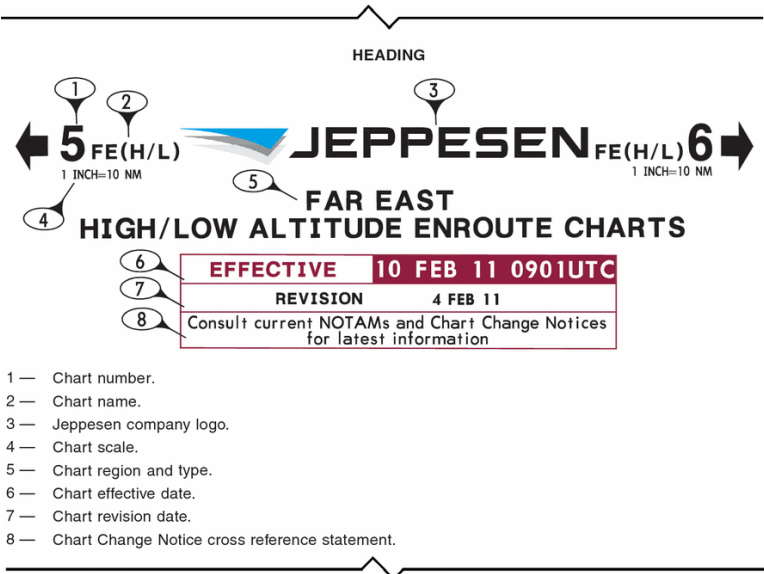 HEADING
1 2 3
5 FE(H/L) JEPPESEN FE(H/L) 6
1 INCH=10 NM 1 INCH=10 NM
5 FAR EAST
4 HIGH/LOW ALTITUDE ENROUTE CHARTS
6 EFFECTIVE 10 FEB 11 0901UTC
7 REVISION 4 FEB 11
8 Consult current NOTAMs and Chart Change Notices
for latest information
1 — Chart number.
2 — Chart name.
3 — Jeppesen company logo.
4 — Chart scale.
5 — Chart region and type.
6 — Chart effective date.
7 — Chart revision date.
8 — Chart Change Notice cross reference statement.